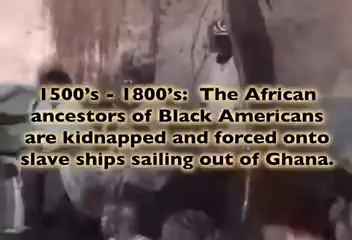 1500's - 1800's:  The African
ancestors of Black Americans
are kidnapped and forced onto
slave ships sailing out of Ghana.